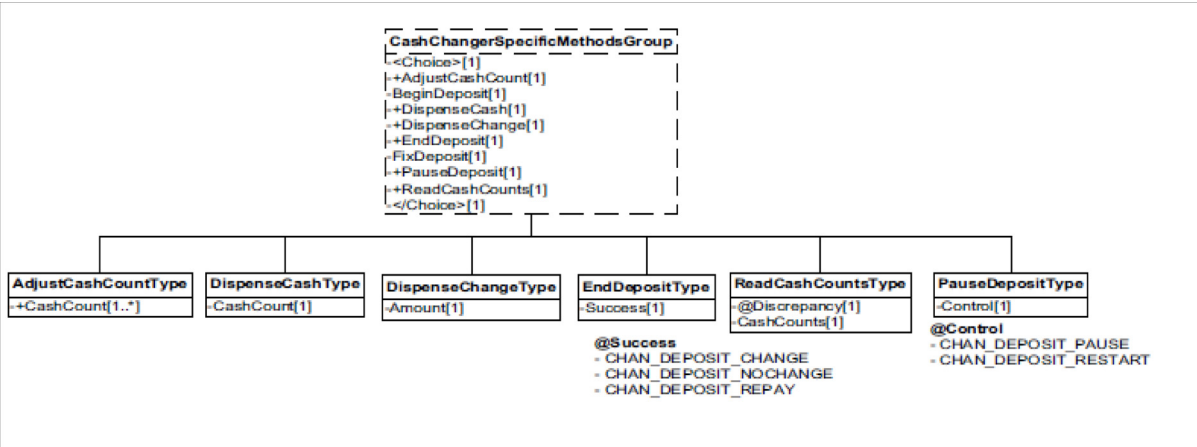 CashChangerSpecificMethodsGroup
-<Choice>[1]
-+AdjustCashCount[1]
-BeginDeposit[1]
-+DispenseCash[1]
-+DispenseChange[1]
-+EndDeposit[1]
-FixDeposit[1]
-+PauseDeposit[1]
-+ReadCashCounts[1]
-</Choice>[1]
AdjustCashCountType
-+CashCount[1..*]
DispenseCashType
-CashCount[1]
DispenseChangeType
-Amount[1]
EndDepositType
-Success[1]
@Success
- CHAN_DEPOSIT_CHANGE
- CHAN_DEPOSIT_NOCHANGE
- CHAN_DEPOSIT_REPAY
ReadCashCountsType
-@Discrepancy[1]
-CashCounts[1]
PauseDepositType
-Control[1]
@Control
- CHAN_DEPOSIT_PAUSE
- CHAN_DEPOSIT_RESTART